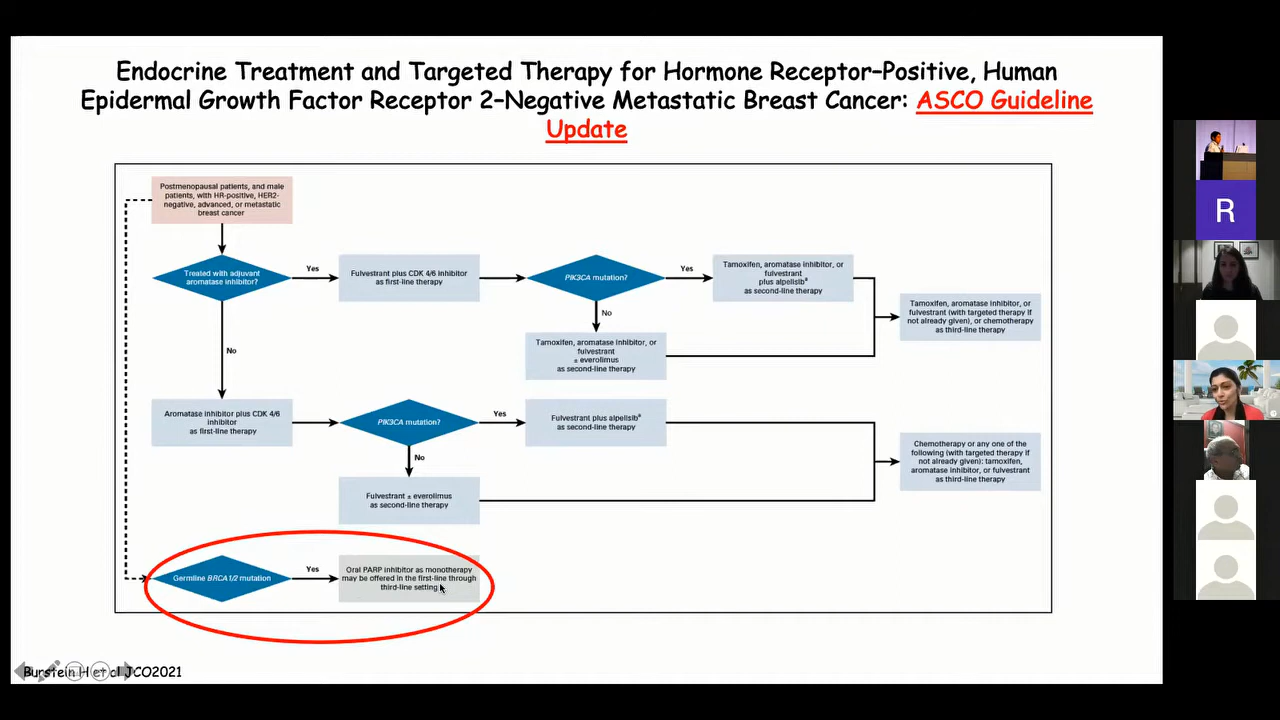 Endocrine Treatment and Targeted Therapy for Hormone Receptor–Positive, Human
Epidermal Growth Factor Receptor 2–Negative Metastatic Breast Cancer: ASCO Guideline
Update
Postmenopausal patients, and male
patients, with HR-positive, HER2-
negative, advanced, or metastatic
breast cancer
Treated with adjuvant
aromatase inhibitor?
Yes
Fulvestrant plus CDK 4/6 inhibitor
as first-line therapy
PIK3CA mutation?
Yes
Tamoxifen, aromatase inhibitor, or
fulvestrant
plus alpelisib*
as second-line therapy
Tamoxifen, aromatase inhibitor, or
fulvestrant (with targeted therapy if
not already given), or chemotherapy
as third-line therapy
No
Tamoxifen, aromatase inhibitor, or
fulvestrant
± everolimus
as second-line therapy
No
Aromatase inhibitor plus CDK 4/6
inhibitor
as first-line therapy
PIK3CA mutation?
Yes
Fulvestrant plus alpelisib*
as second-line therapy
Chemotherapy or any one of the
following (with targeted therapy if
not already given): tamoxifen,
aromatase inhibitor, or fulvestrant
as third-line therapy
No
Fulvestrant ± everolimus
as second-line therapy
Germline BRCA1/2 mutation
Yes
Oral PARP inhibitor as monotherapy
may be offered in the first-line through
third-line setting
Burstein H et al JCO2021
R